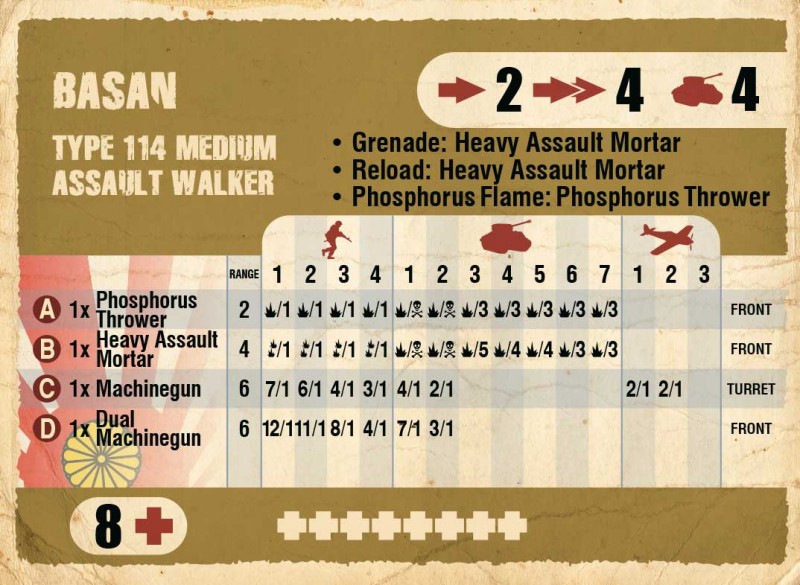 BASAN
2 4 4
TYPE 114 MEDIUM
ASSAULT WALKER
• Grenade: Heavy Assault Mortar
• Reload: Heavy Assault Mortar
• Phosphorus Flame: Phosphorus Thrower
RANGE 1 2 3 4 1 2 3 4 5 6 7 1 2 3
A 1x Phosphorus Thrower 2 /1 /1 /1 /1 / / /3 /3 /3 /3 /3 FRONT
B 1x Heavy Assault Mortar 4 /1 /1 /1 /1 / / /5 /4 /4 /3 /3 FRONT
C 1x Machinegun 6 7/1 6/1 4/1 3/1 4/1 2/1 2/1 2/1 TURRET
D 1x Dual Machinegun 6 12/1 11/1 8/1 4/1 7/1 3/1 FRONT
8